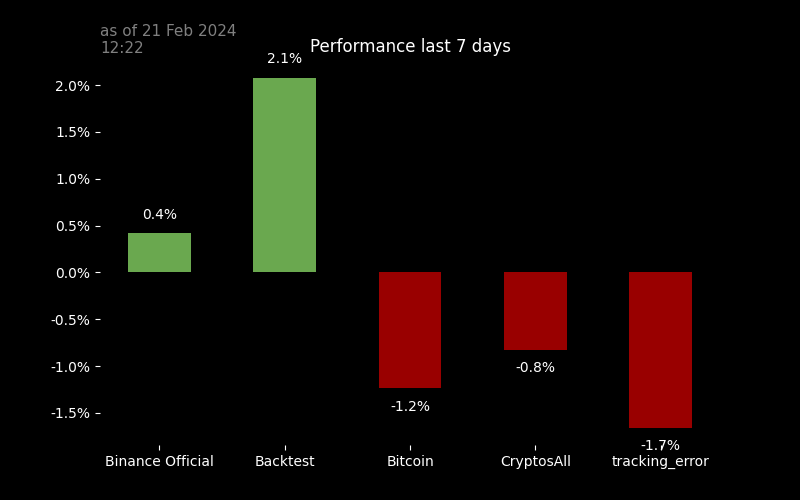 as of 21 Feb 2024
12:22
Performance last 7 days
2.1%
2.0%
1.5%
1.0%
0.4%
0.5%
0.0%
-0.5%
-1.0%
-0.8%
-1.2%
-1.5%
-1.7%
Binance Official
Backtest
Bitcoin
CryptosAll
tracking_error